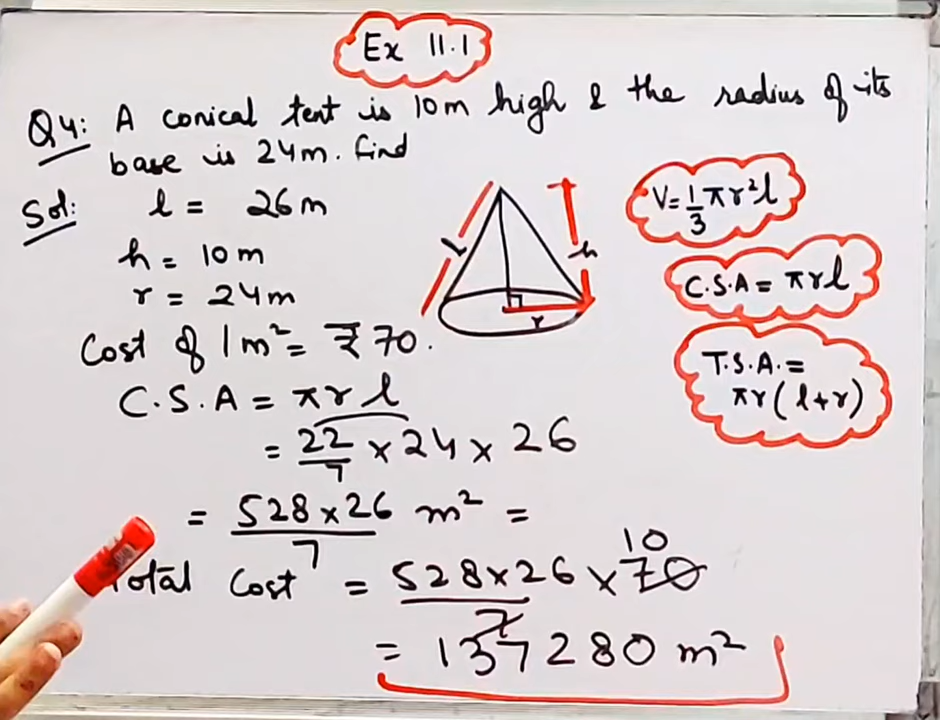 Ex 11.1
Q4: A conical tent is 10m high & the radius of its
base is 24m. find
Sol: l = 26m
h = 10m
r = 24m
Cost of 1m² = ₹70.
C.S.A = πrl
= 22/7 × 24 × 26
= 528×26/7 m² =
Total Cost = 528×26/7 × 70 10
= 137280 m²
l
h
r
V = 1/3 πr²l
C.S.A = πrl
T.S.A. =
πr(l+r)